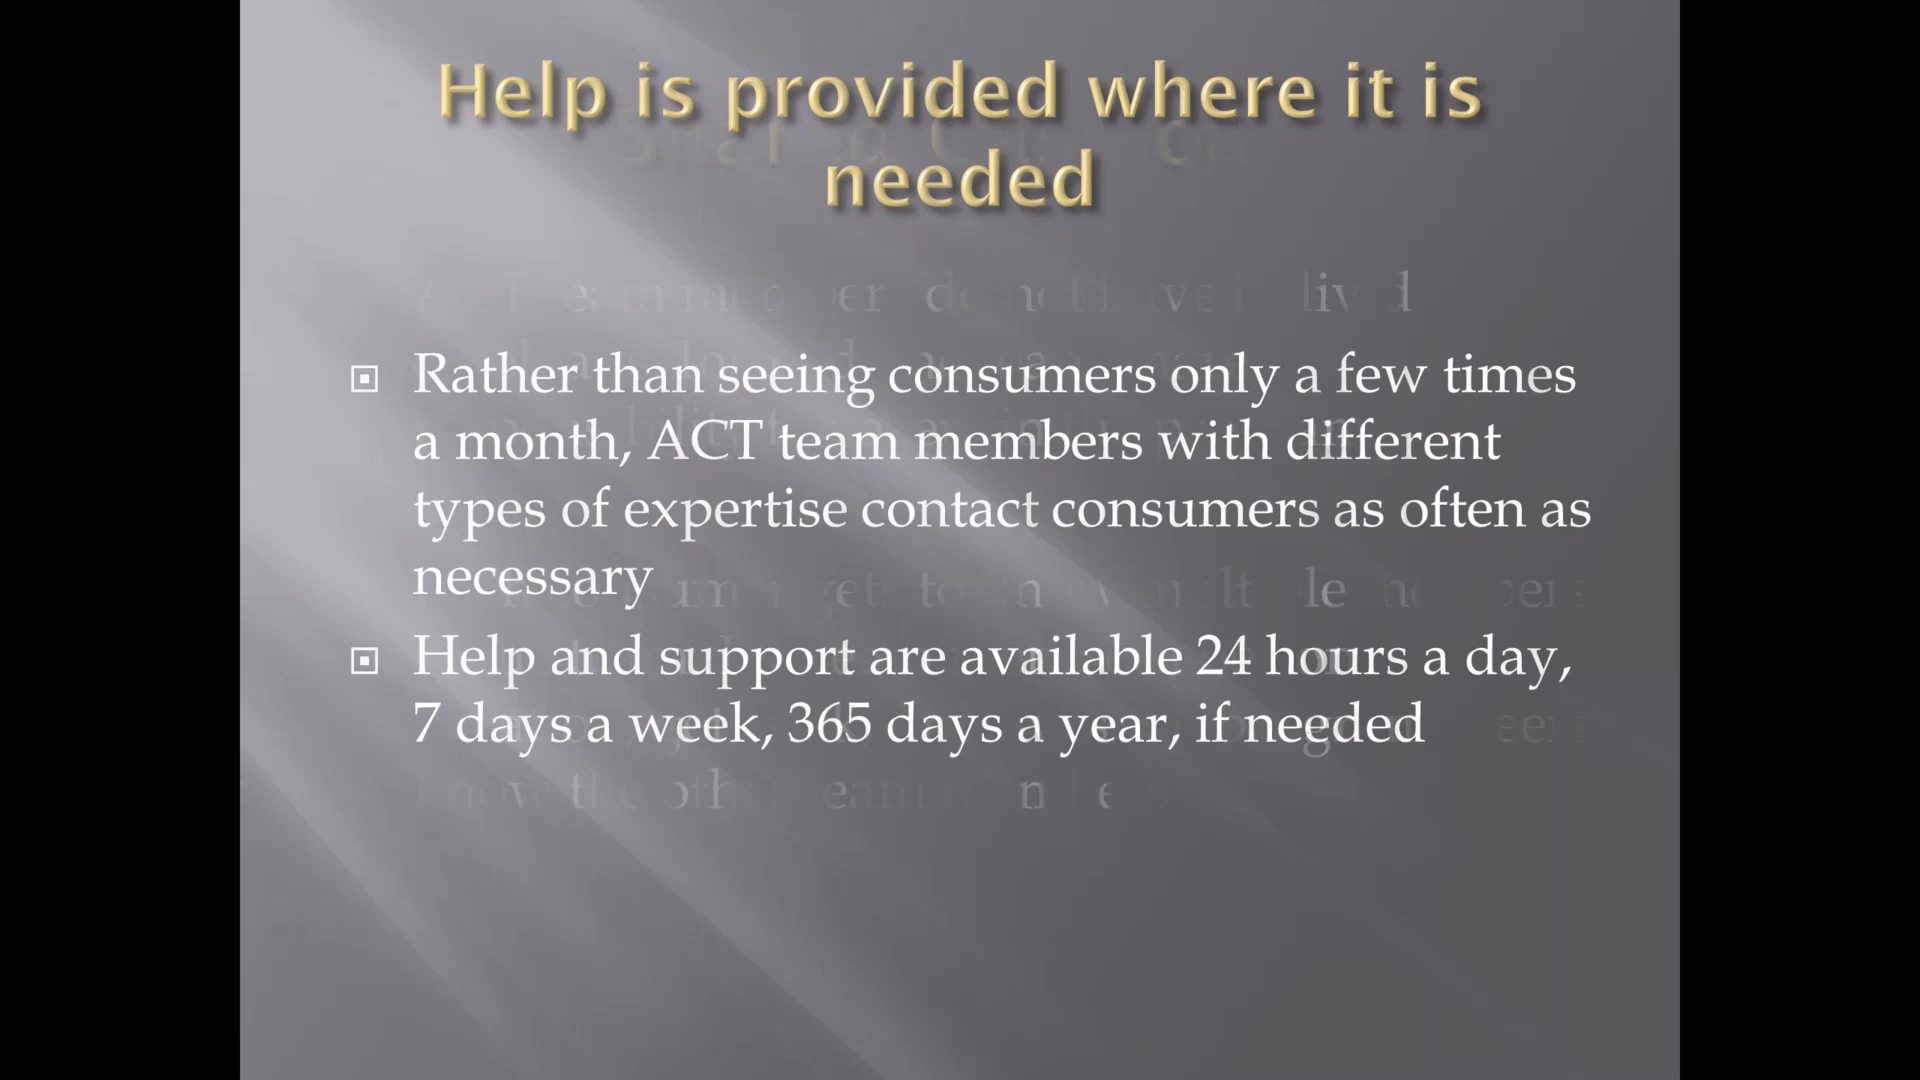 Help is provided where it is
needed
Rather than seeing consumers only a few times
a month, ACT team members with different
types of expertise contact consumers as often as
necessary
Help and support are available 24 hours a day,
7 days a week, 365 days a year, if needed